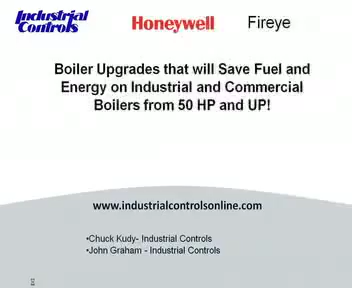 Industrial Controls Honeywell Fireye
Boiler Upgrades that will Save Fuel and
Energy on Industrial and Commercial
Boilers from 50 HP and UP!
www.industrialcontrolsonline.com
•Chuck Kudy- Industrial Controls
•John Graham - Industrial Controls